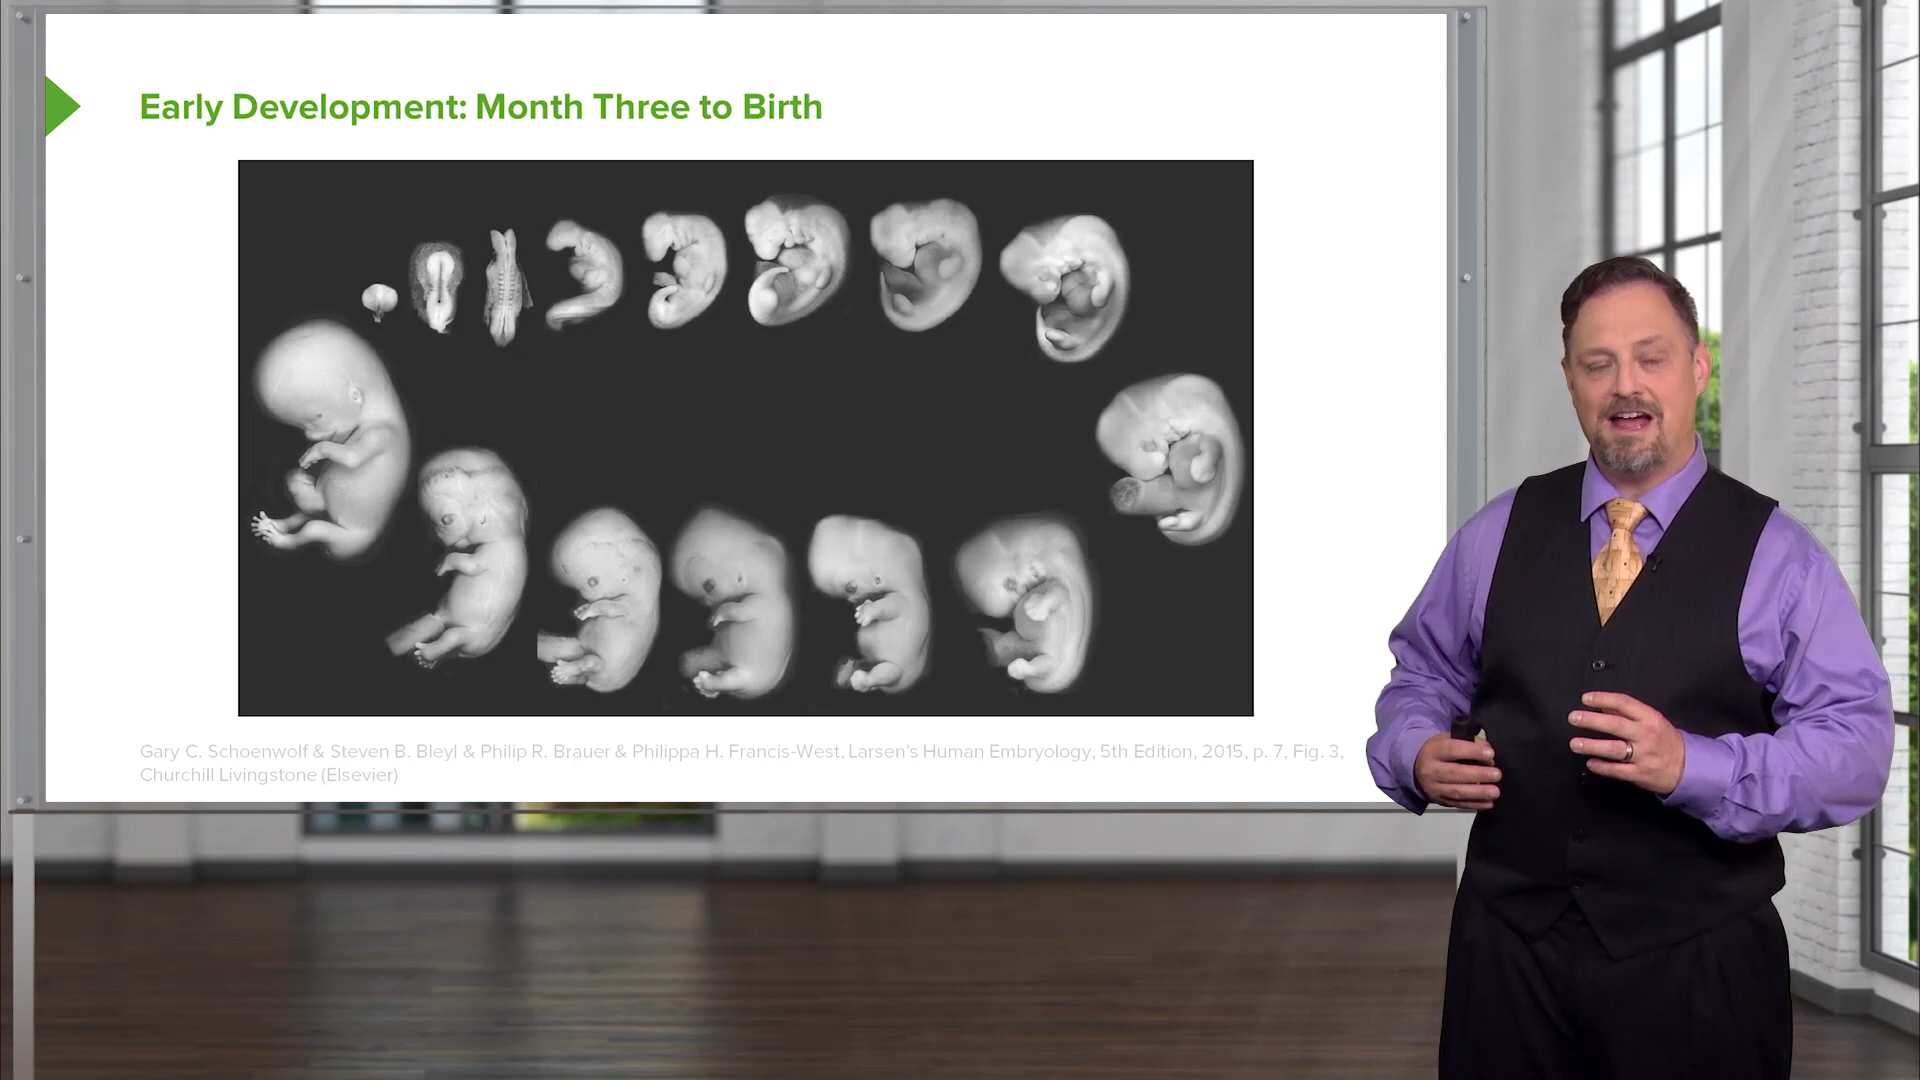 Early Development: Month Three to Birth
Gary C. Schoenwolf & Steven B. Bleyl & Philip R. Brauer & Philippa H. Francis-West, Larsen's Human Embryology, 5th Edition, 2015, p. 7, Fig. 3,
Churchill Livingstone (Elsevier)